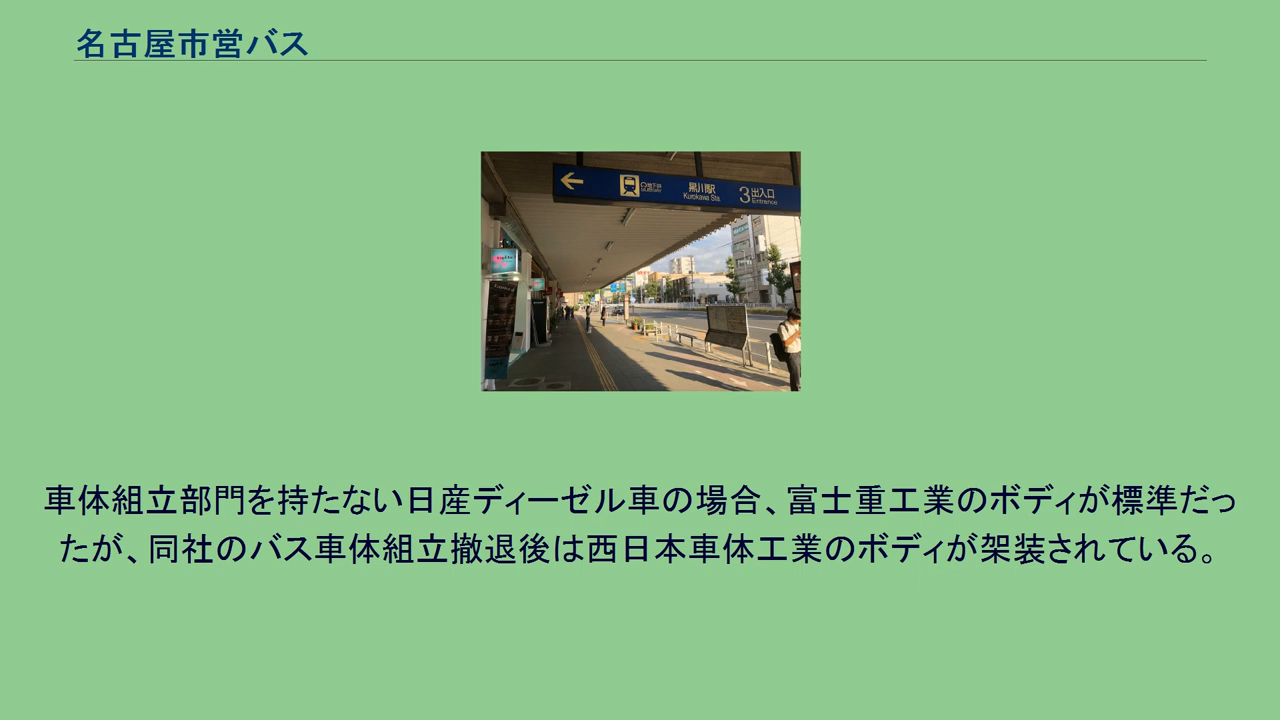 名古屋市営バス
地下鉄
SUBWAY
黒川駅
Kurokawa Sta.
3出入口
Entrance
車体組立部門を持たない日産ディーゼル車の場合、富士重工業のボディが標準だっ
たが、同社のバス車体組立撤退後は西日本車体工業のボディが架装されている。